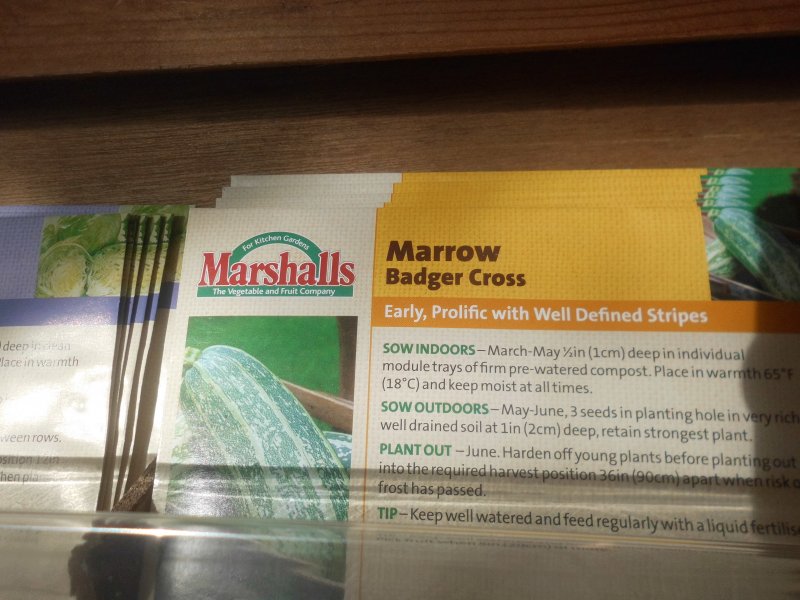 ) deep in clean
Place in warmth
ween rows.
For Kitchen Gardens
Marshalls
The Vegetable and Fruit Company
Marrow
Badger Cross
Early, Prolific with Well Defined Stripes
SOW INDOORS – March-May ½in (1cm) deep in individual
module trays of firm pre-watered compost. Place in warmth 65°F
(18°C) and keep moist at all times.
SOW OUTDOORS – May-June, 3 seeds in planting hole in very rich
well drained soil at 1in (2cm) deep, retain strongest plant.
PLANT OUT – June. Harden off young plants before planting out
into the required harvest position 36in (90cm) apart when risk o
frost has passed.
TIP – Keep well watered and feed regularly with a liquid fertilise